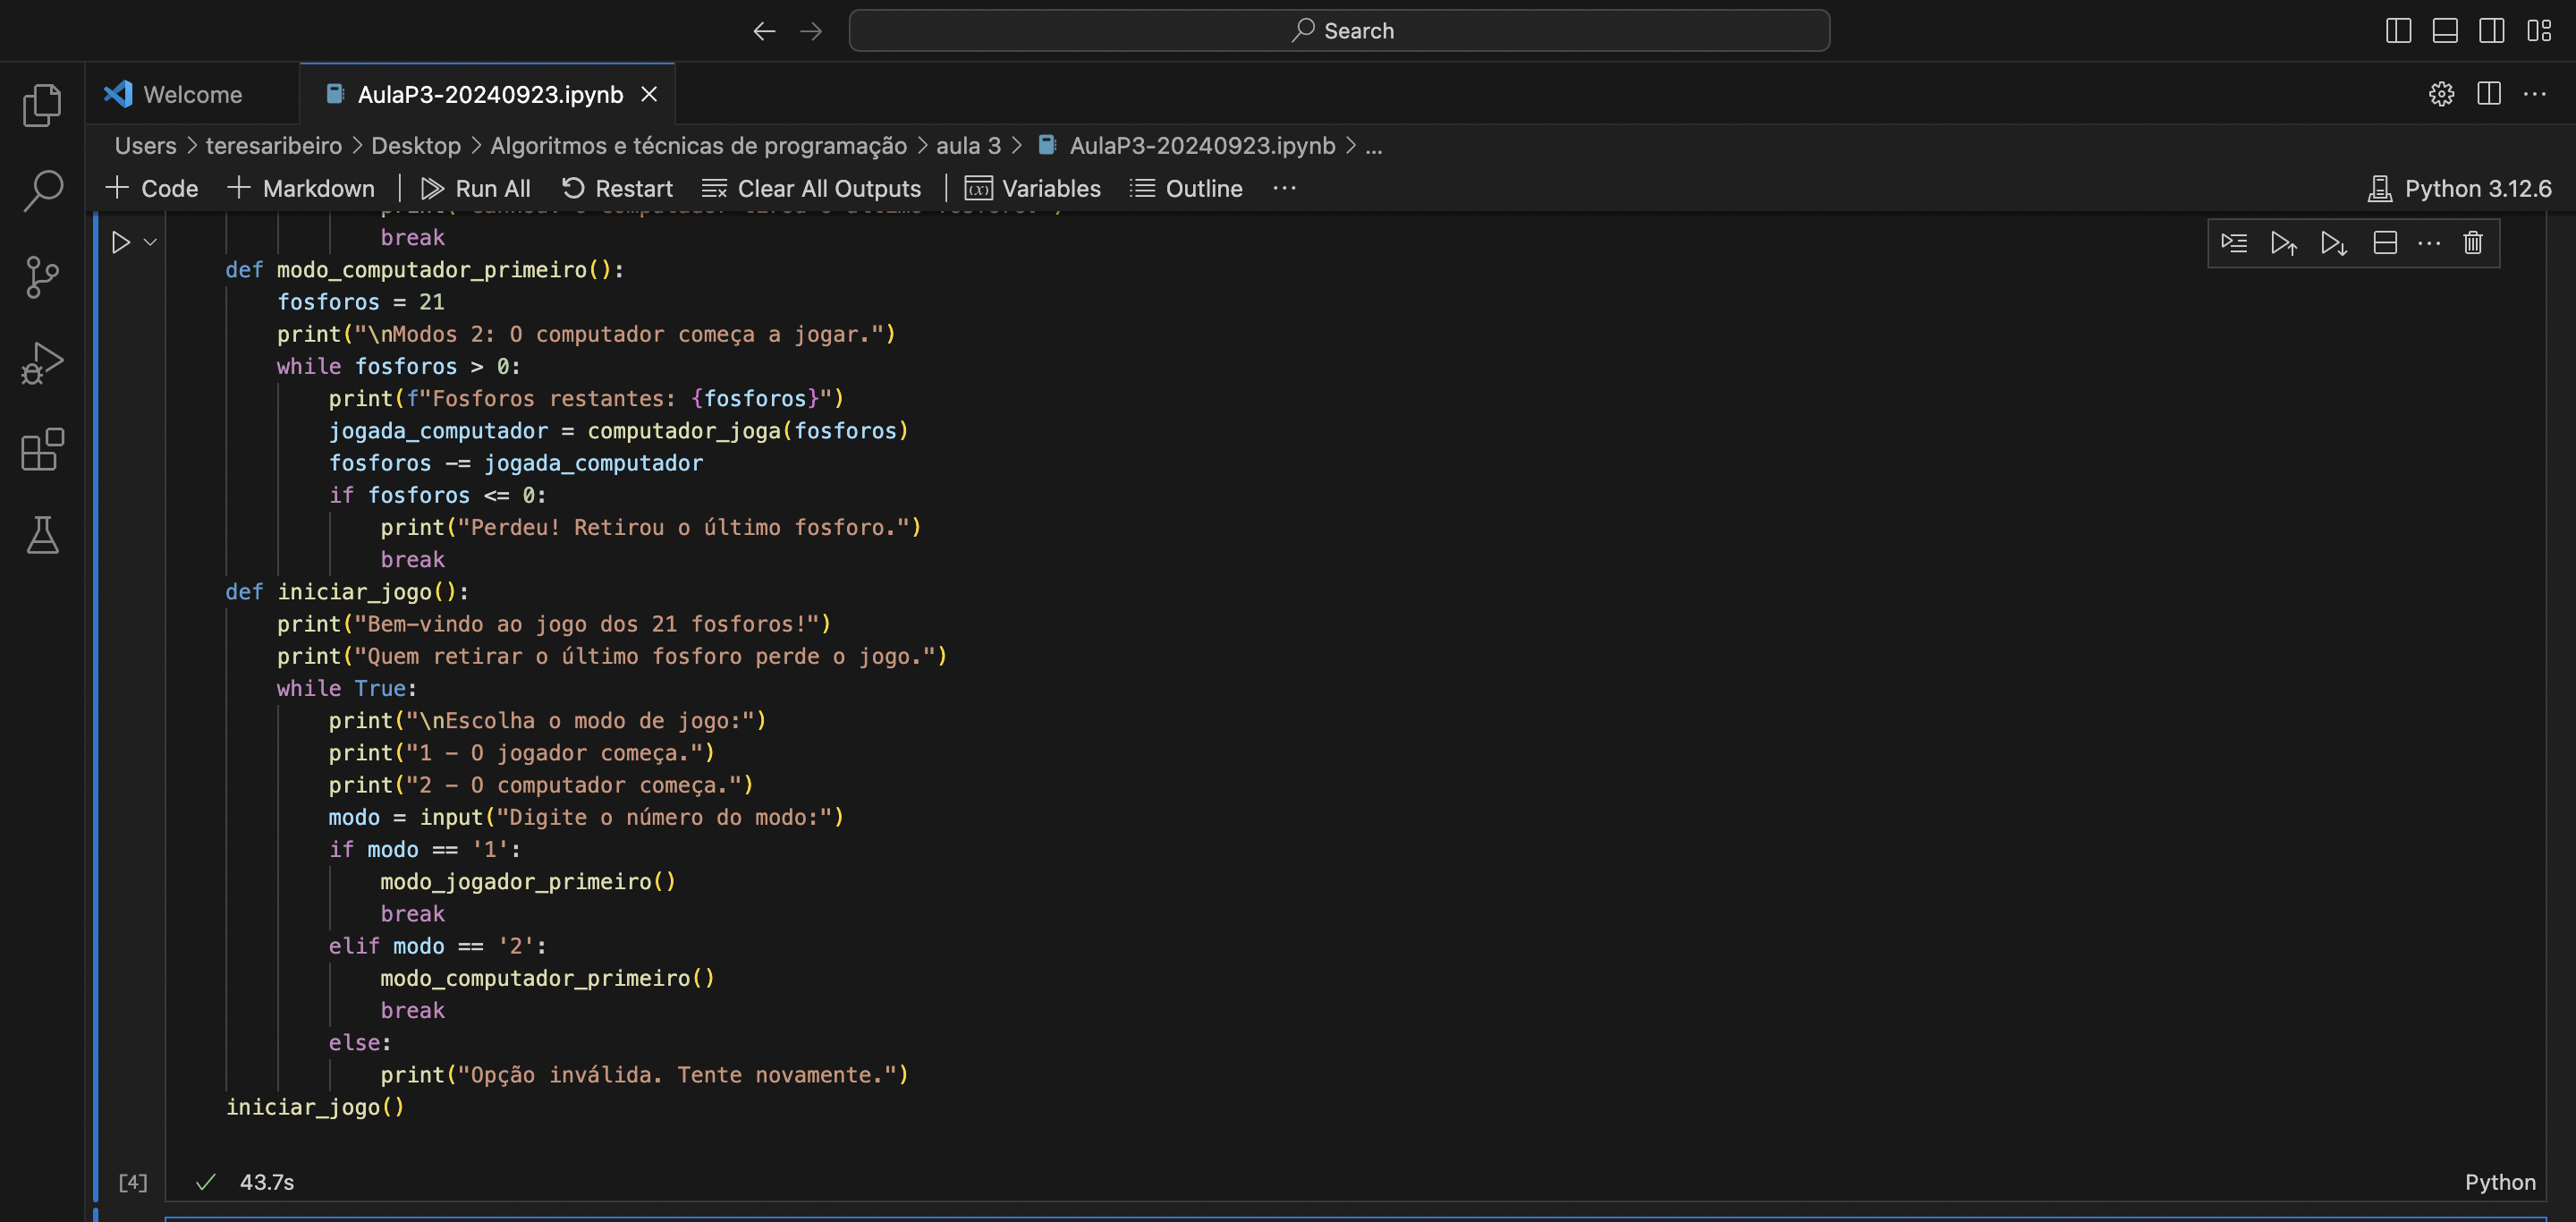 Search
Welcome
AulaP3-20240923.ipynb
Users > teresaribeiro > Desktop > Algoritmos e técnicas de programação > aula 3 > AulaP3-20240923.ipynb > ...
+ Code + Markdown | Run All Restart Clear All Outputs | Variables Outline ... Python 3.12.6
break
def modo_computador_primeiro():
fosforos = 21
print("\nModos 2: O computador começa a jogar.")
while fosforos > 0:
print(f"Fosforos restantes: {fosforos}")
jogada_computador = computador_joga(fosforos)
fosforos -= jogada_computador
if fosforos <= 0:
print("Perdeu! Retirou o último fosforo.")
break
def iniciar_jogo():
print("Bem-vindo ao jogo dos 21 fosforos!")
print("Quem retirar o último fosforo perde o jogo.")
while True:
print("\nEscolha o modo de jogo:")
print("1 - O jogador começa.")
print("2 - O computador começa.")
modo = input("Digite o número do modo:")
if modo == '1':
modo_jogador_primeiro()
break
elif modo == '2':
modo_computador_primeiro()
break
else:
print("Opção inválida. Tente novamente.")
iniciar_jogo()
[4] 43.7s Python